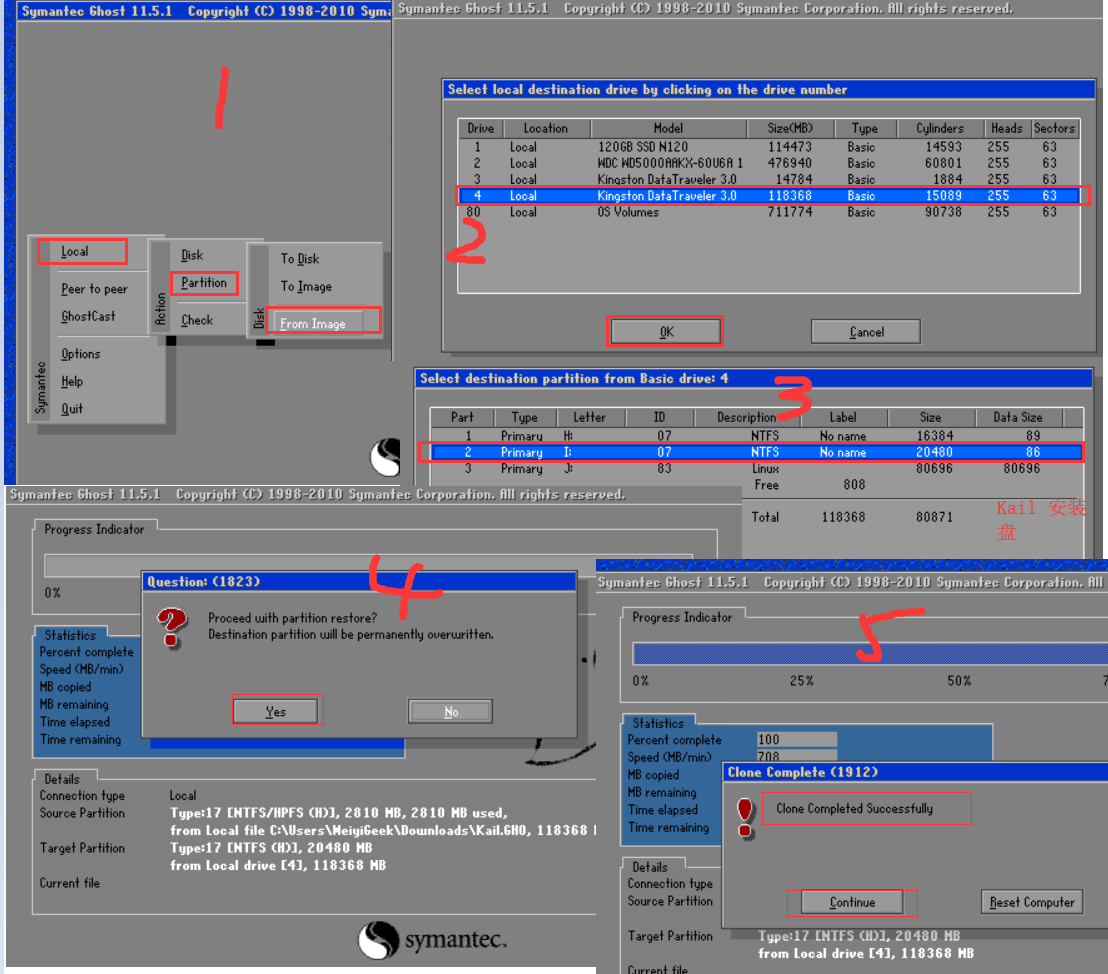 Symantec Ghost 11.5.1 Copyright (C) 1998-2010 Syma
1
Local
Peer to peer
GhostCast
Options
Help
Quit
Symantec
Disk
Partition
Check
Action
To Disk
To Image
From Image
Disk
Symantec Ghost 11.5.1 Copyright (C) 1998-2010 Symantec Corporation. All rights reserved.
Select local destination drive by clicking on the drive number
Drive Location Model Size(MB) Type Cylinders Heads Sectors
1 Local 120GB SSD N120 114473 Basic 14593 255 63
2 Local WDC WD5000AAKX-60U6A 1 476940 Basic 60801 255 63
3 Local Kingston DataTraveler 3.0 14784 Basic 1884 255 63
4 Local Kingston DataTraveler 3.0 118368 Basic 15089 255 63
80 Local OS Volumes 711774 Basic 90738 255 63
2
OK Cancel
Select destination partition from Basic drive: 4
3
Part Type Letter ID Description Label Size Data Size
1 Primary H: 07 NTFS No name 16384 89
2 Primary I: 07 NTFS No name 20480 86
3 Primary J: 83 Linux 80696 80696
Free 808
Total 118368 80871
Kail 安装
盘
Symantec Ghost 11.5.1 Copyright (C) 1998-2010 Symantec Corporation. All rights reserved.
Progress Indicator
0%
4
Question: (1823)
Proceed with partition restore?
Destination partition will be permanently overwritten.
Yes No
Statistics
Percent complete
Speed (MB/min)
MB copied
MB remaining
Time elapsed
Time remaining
Details
Connection type Local
Source Partition Type:17 [NTFS/HPFS (H)], 2810 MB, 2810 MB used,
from Local file C:\Users\MeiyiGeek\Downloads\Kail.GHO, 118368
Target Partition Type:17 [NTFS (H)], 20480 MB
from Local drive [4], 118368 MB
Current file
symantec.
Symantec Ghost 11.5.1 Copyright (C) 1998-2010 Symantec Corporation. All
Progress Indicator
5
0% 25% 50% 7
Statistics
Percent complete 100
Speed (MB/min) 708
MB copied
MB remaining
Time elapsed
Time remaining
Clone Complete (1912)
Clone Completed Successfully
Continue Reset Computer
Details
Connection type
Source Partition
Target Partition Type:17 [NTFS (H)], 20480 MB
from Local drive [4], 118368 MB
Current file